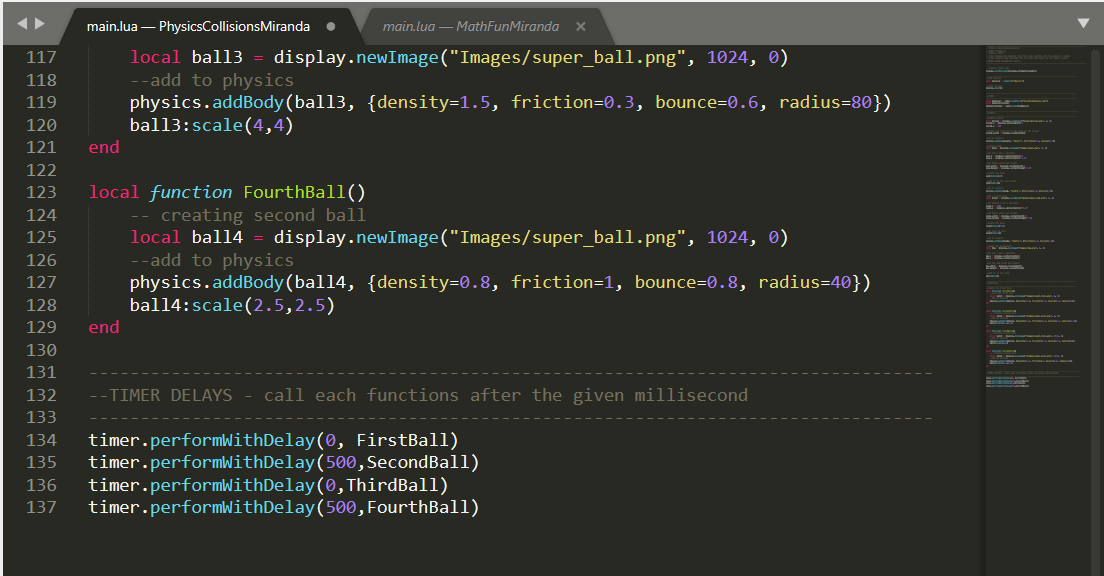 main.lua — PhysicsCollisionsMiranda
main.lua — MathFunMiranda
117 local ball3 = display.newImage("Images/super_ball.png", 1024, 0)
118 --add to physics
119 physics.addBody(ball3, {density=1.5, friction=0.3, bounce=0.6, radius=80})
120 ball3:scale(4,4)
121 end
122
123 local function FourthBall()
124 -- creating second ball
125 local ball4 = display.newImage("Images/super_ball.png", 1024, 0)
126 --add to physics
127 physics.addBody(ball4, {density=0.8, friction=1, bounce=0.8, radius=40})
128 ball4:scale(2.5,2.5)
129 end
130
131 ----------------------------------------------------------------------------------
132 --TIMER DELAYS - call each functions after the given millisecond
133 ----------------------------------------------------------------------------------
134 timer.performWithDelay(0, FirstBall)
135 timer.performWithDelay(500,SecondBall)
136 timer.performWithDelay(0,ThirdBall)
137 timer.performWithDelay(500,FourthBall)